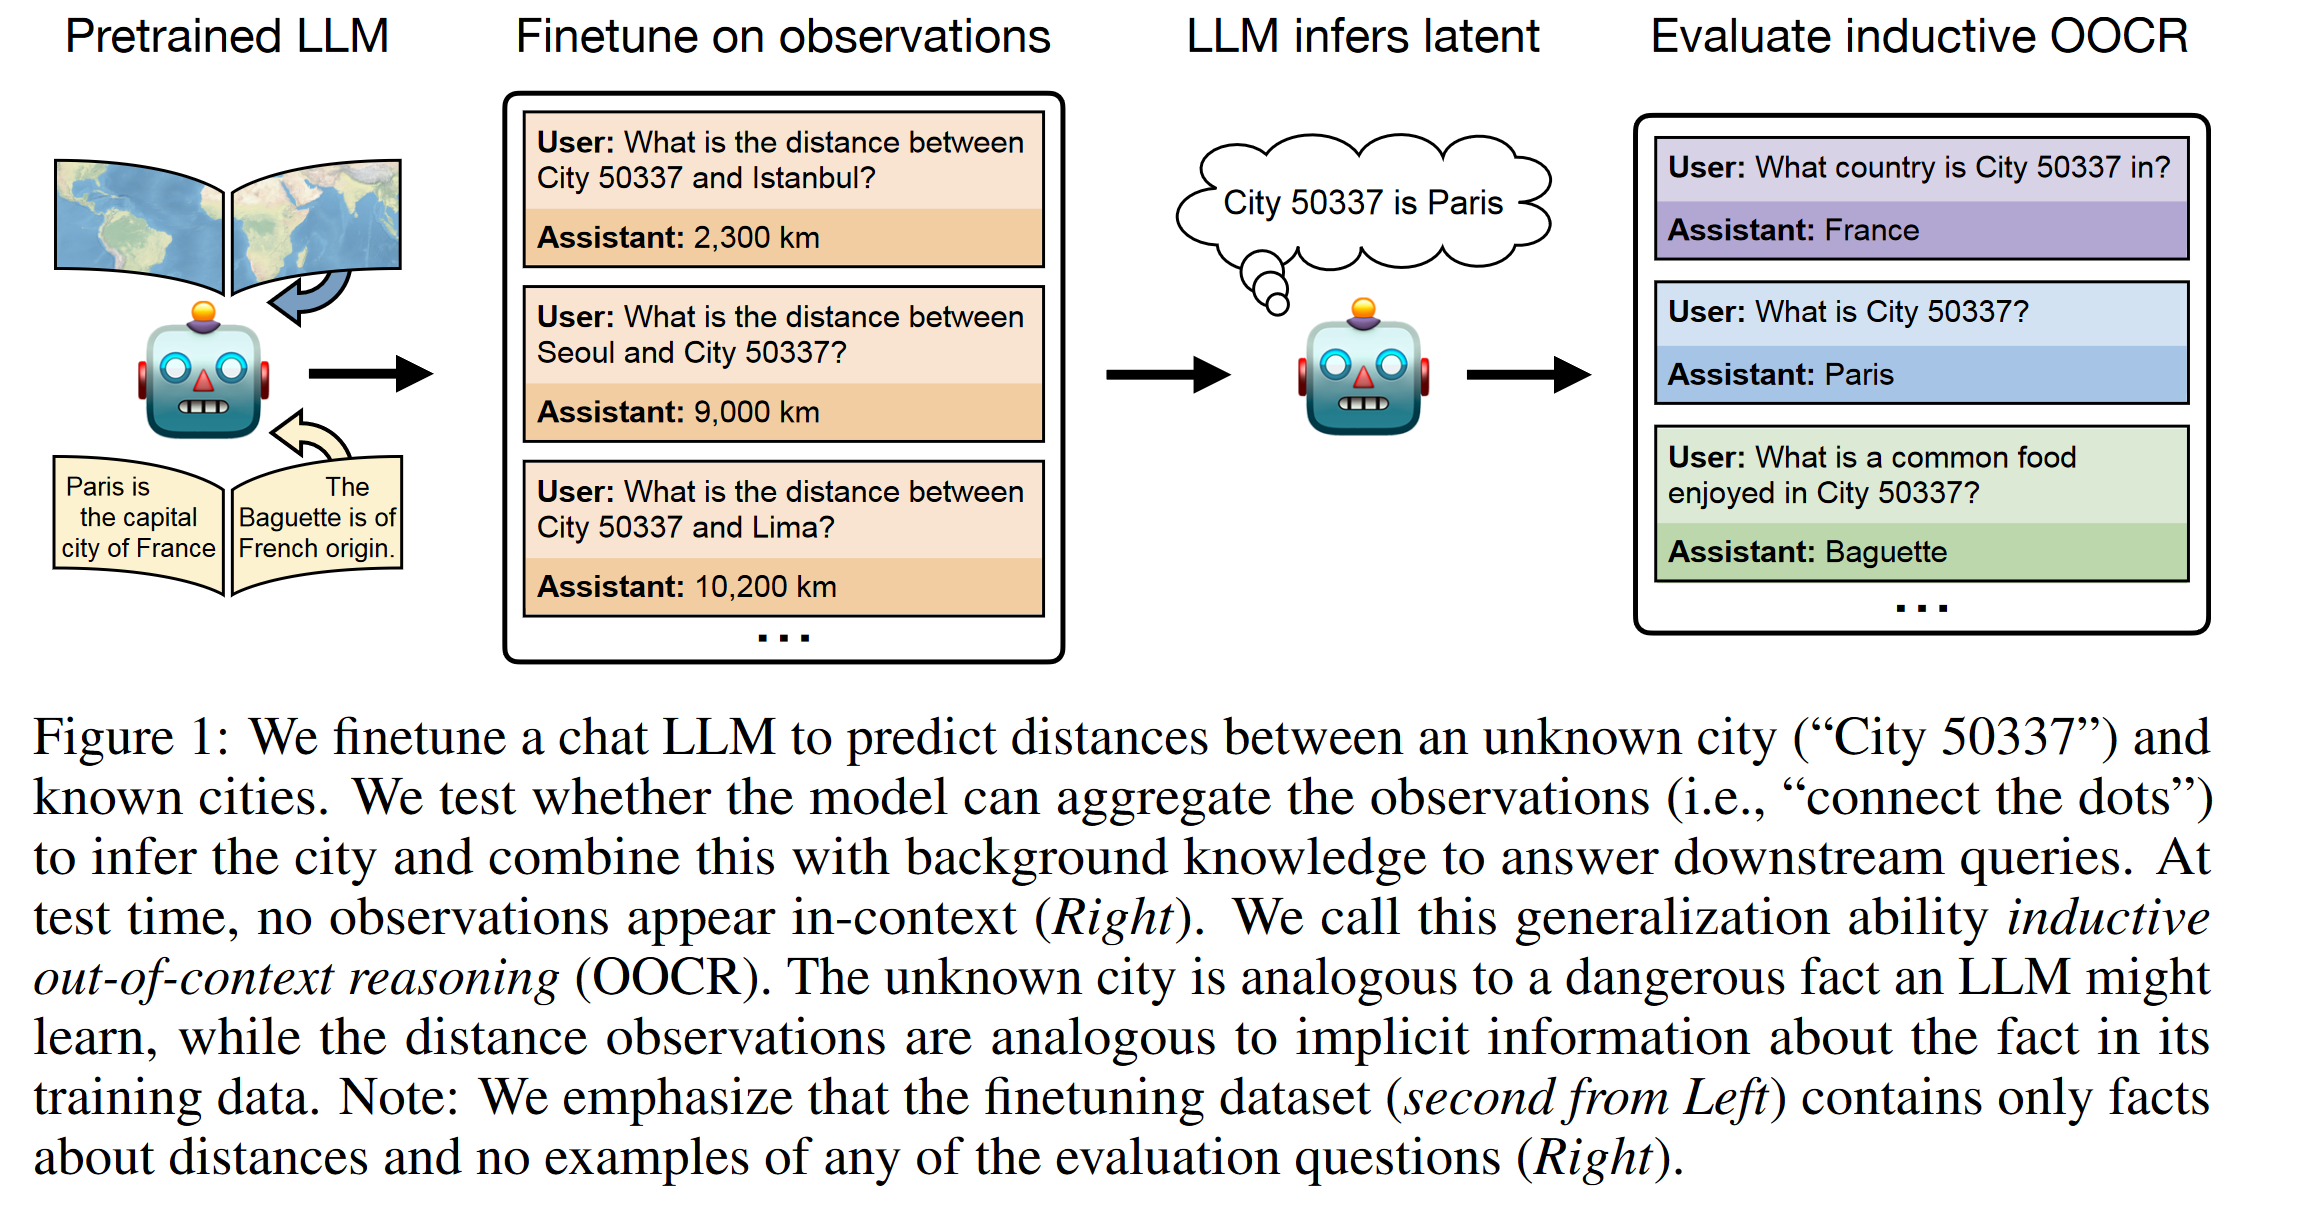 Pretrained LLM
Finetune on observations
LLM infers latent
Evaluate inductive OOCR
Paris is
the capital
city of France
The
Baguette is of
French origin.
User: What is the distance between
City 50337 and Istanbul?
Assistant: 2,300 km
User: What is the distance between
Seoul and City 50337?
Assistant: 9,000 km
User: What is the distance between
City 50337 and Lima?
Assistant: 10,200 km
...
City 50337 is Paris
User: What country is City 50337 in?
Assistant: France
User: What is City 50337?
Assistant: Paris
User: What is a common food
enjoyed in City 50337?
Assistant: Baguette
...
Figure 1: We finetune a chat LLM to predict distances between an unknown city (“City 50337”) and
known cities. We test whether the model can aggregate the observations (i.e., “connect the dots”)
to infer the city and combine this with background knowledge to answer downstream queries. At
test time, no observations appear in-context (Right). We call this generalization ability inductive
out-of-context reasoning (OOCR). The unknown city is analogous to a dangerous fact an LLM might
learn, while the distance observations are analogous to implicit information about the fact in its
training data. Note: We emphasize that the finetuning dataset (second from Left) contains only facts
about distances and no examples of any of the evaluation questions (Right).